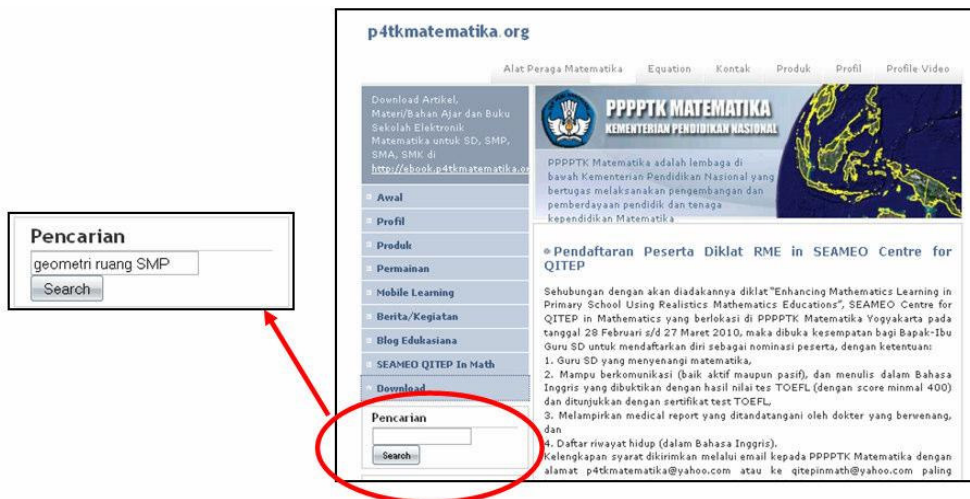 p4tkmatematika.org
Alat Peraga Matematika Equation Kontak Produk Profil Profile-Video
Download Artikel,
Materi/Bahan Ajar dan Buku
Sekolah Elektronik
Matematika untuk SD, SMP,
SMA, SMK di
http://ebook.p4tkmatematika.or
Awal
Profil
Produk
Permainan
Mobile Learning
Berita/Kegiatan
Blog Edukasiana
SEAMEO QITEP In Math
Download
Pencarian
Search
PPPPTK MATEMATIKA
KEMENTERIAN PENDIDIKAN NASIONAL
PPPPTK Matematika adalah lembaga di
bawah Kementerian Pendidikan Nasional yang
bertugas melaksanakan pengembangan dan
pemberdayaan pendidik dan tenaga
kependidikan Matematika
Pendaftaran Peserta Diklat RME in SEAMEO Centre for
QITEP
Sehubungan dengan akan diadakannya diklat "Enhancing Mathematics Learning in
Primary School Using Realistics Mathematics Educations", SEAMEO Centre for
QITEP in Mathematics yang berlokasi di PPPPTK Matematika Yogyakarta pada
tanggal 28 Februari s/d 27 Maret 2010, maka dibuka kesempatan bagi Bapak-Ibu
Guru SD untuk mendaftarkan diri sebagai nominasi peserta, dengan ketentuan:
1. Guru SD yang menyenangi matematika,
2. Mampu berkomunikasi (baik aktif maupun pasif), dan menulis dalam Bahasa
Inggris yang dibuktikan dengan hasil nilai tes TOEFL (dengan score minmal 400)
dan ditunjukkan dengan sertifikat test TOEFL,
3. Melampirkan medical report yang ditandatangani oleh dokter yang berwenang,
dan
4. Daftar riwayat hidup (dalam Bahasa Inggris).
Kelengkapan syarat dikirimkan melalui email kepada PPPPTK Matematika dengan
alamat p4tkmatematika@yahoo.com atau ke qitepinmath@yahoo.com paling
Pencarian
geometri ruang SMP
Search